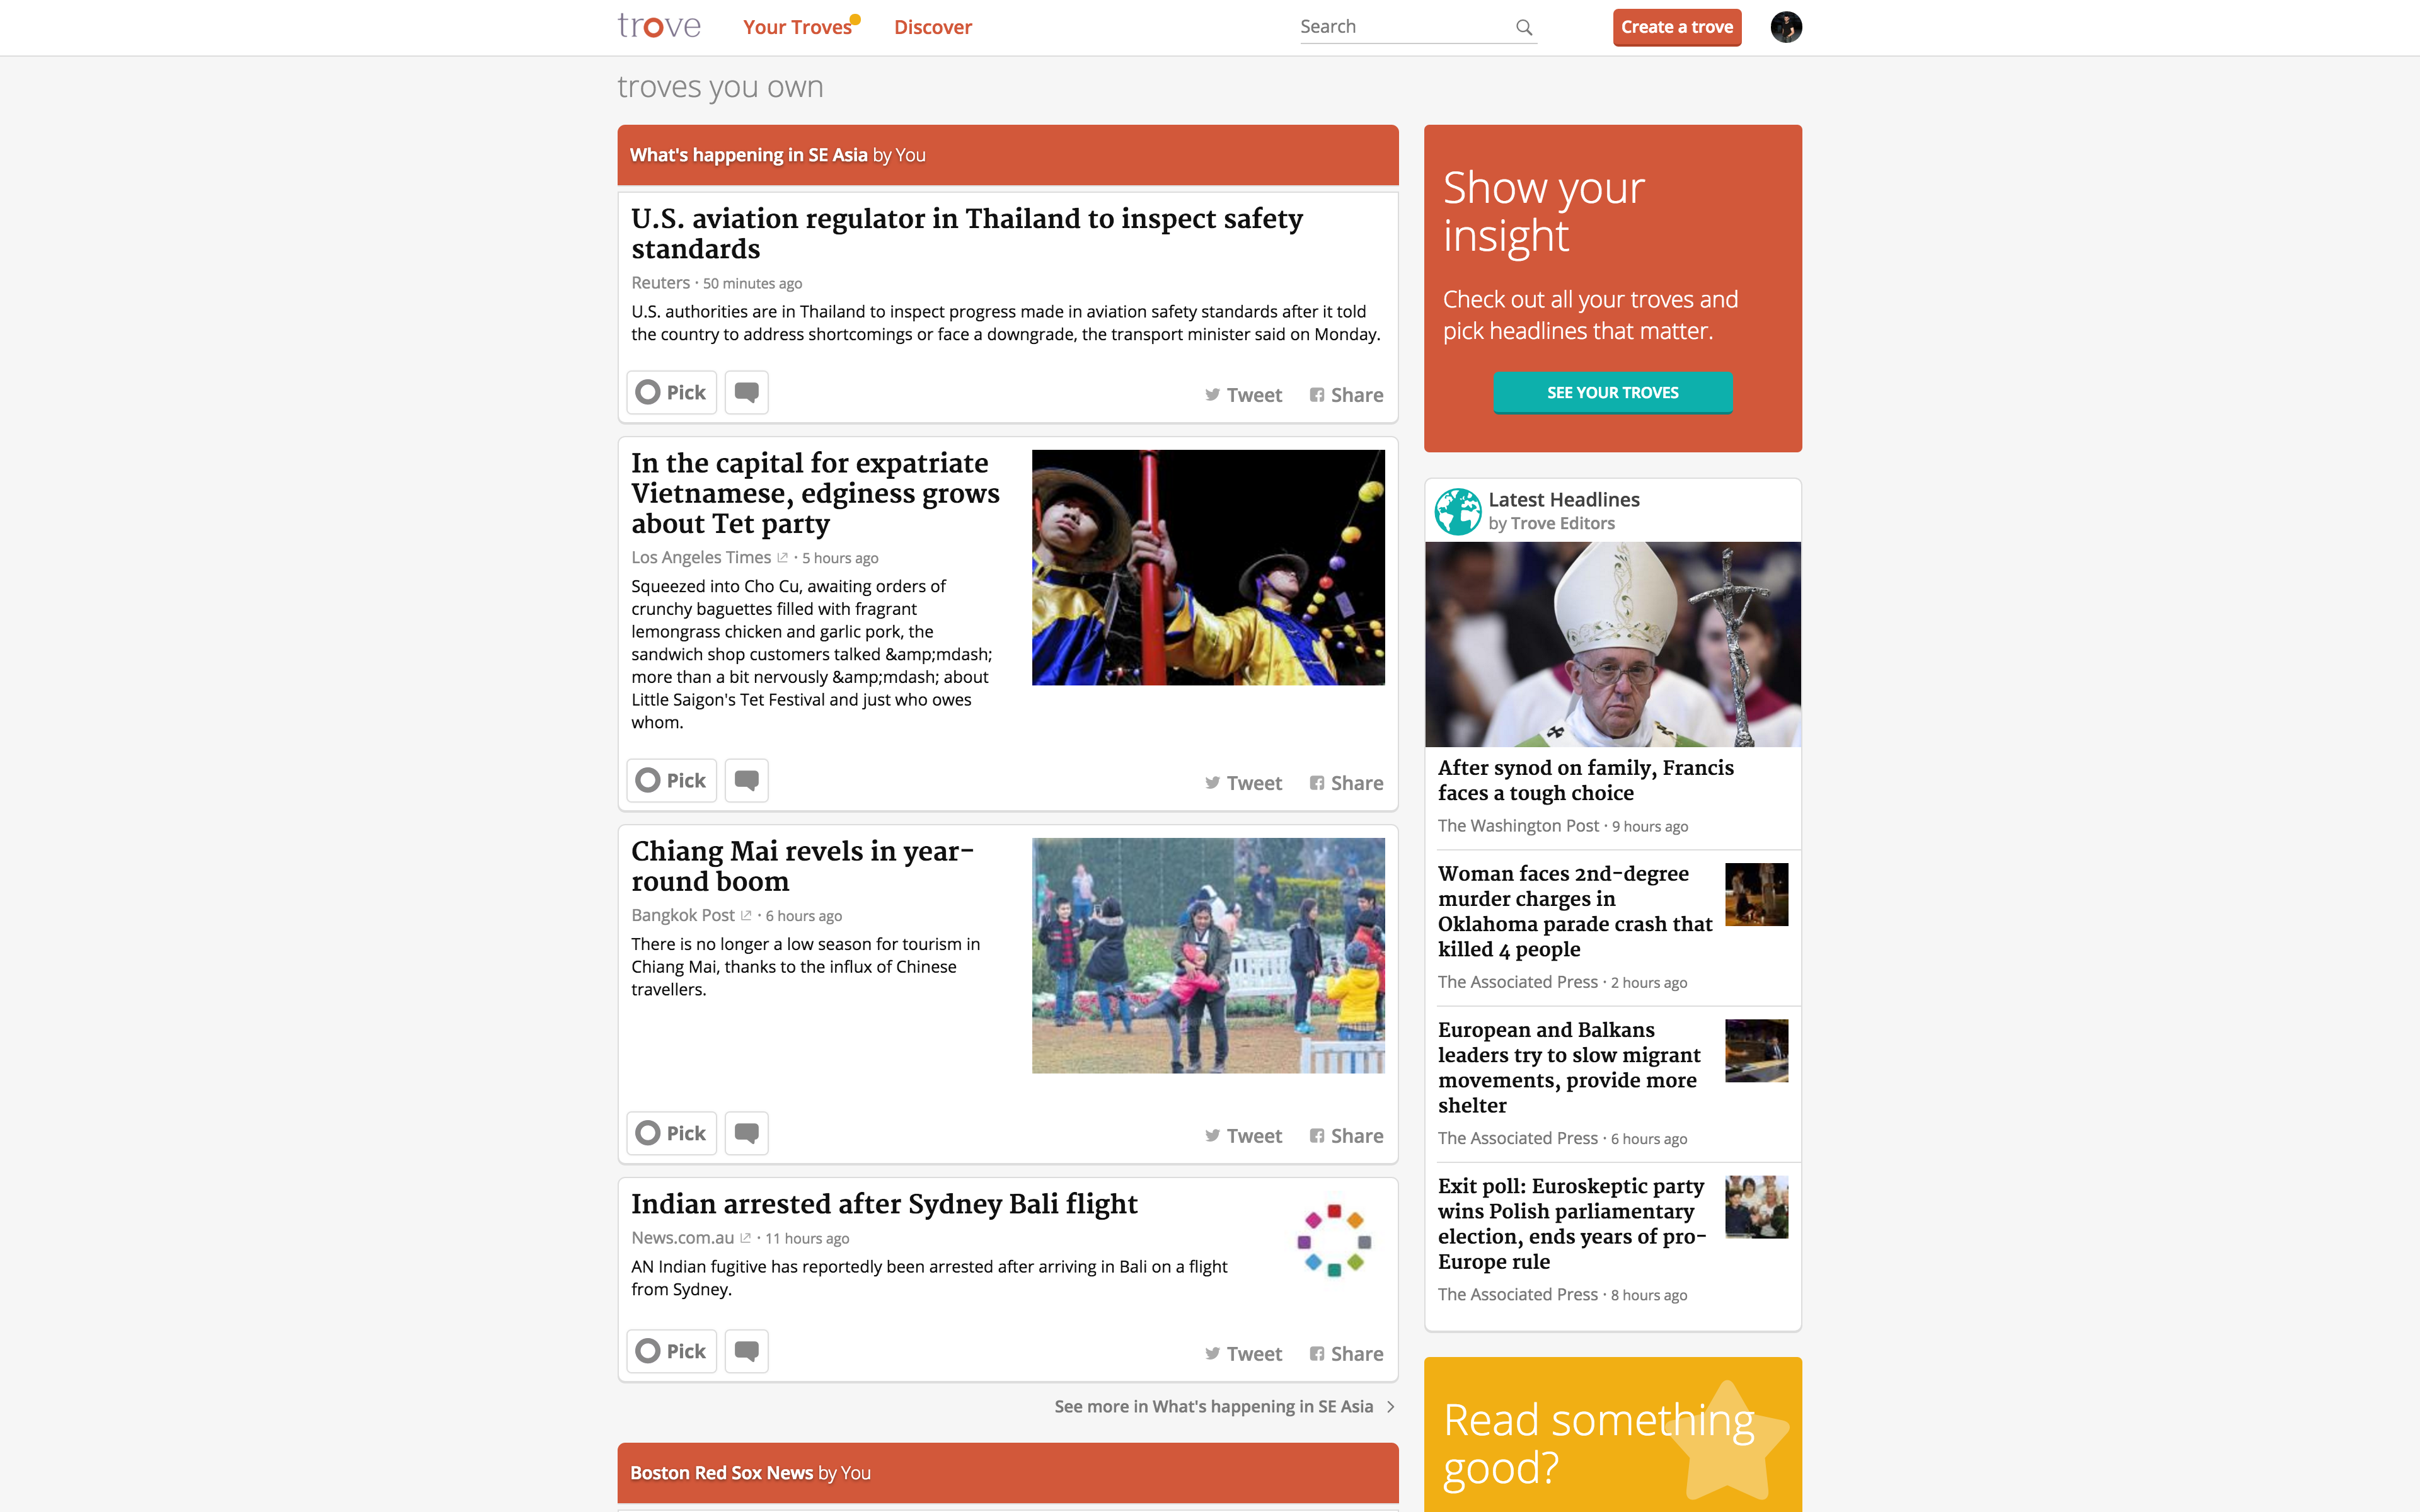 trove
Your Troves
Discover
Search
Create a trove
troves you own
What's happening in SE Asia by You
U.S. aviation regulator in Thailand to inspect safety
standards
Reuters · 50 minutes ago
U.S. authorities are in Thailand to inspect progress made in aviation safety standards after it told
the country to address shortcomings or face a downgrade, the transport minister said on Monday.
Pick
Tweet
Share
In the capital for expatriate
Vietnamese, edginess grows
about Tet party
Los Angeles Times · 5 hours ago
Squeezed into Cho Cu, awaiting orders of
crunchy baguettes filled with fragrant
lemongrass chicken and garlic pork, the
sandwich shop customers talked &amp;mdash;
more than a bit nervously &amp;mdash; about
Little Saigon's Tet Festival and just who owes
whom.
Pick
Tweet
Share
Chiang Mai revels in year-
round boom
Bangkok Post · 6 hours ago
There is no longer a low season for tourism in
Chiang Mai, thanks to the influx of Chinese
travellers.
Pick
Tweet
Share
Indian arrested after Sydney Bali flight
News.com.au · 11 hours ago
AN Indian fugitive has reportedly been arrested after arriving in Bali on a flight
from Sydney.
Pick
Tweet
Share
See more in What's happening in SE Asia
Boston Red Sox News by You
Show your
insight
Check out all your troves and
pick headlines that matter.
SEE YOUR TROVES
Latest Headlines
by Trove Editors
After synod on family, Francis
faces a tough choice
The Washington Post · 9 hours ago
Woman faces 2nd-degree
murder charges in
Oklahoma parade crash that
killed 4 people
The Associated Press · 2 hours ago
European and Balkans
leaders try to slow migrant
movements, provide more
shelter
The Associated Press · 6 hours ago
Exit poll: Euroskeptic party
wins Polish parliamentary
election, ends years of pro-
Europe rule
The Associated Press · 8 hours ago
Read something
good?